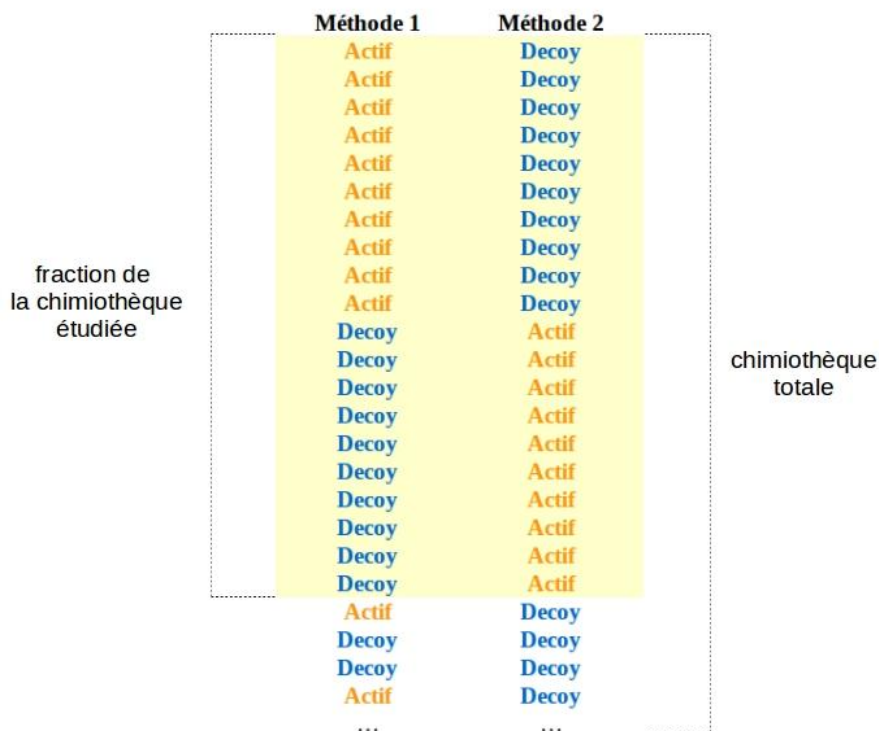 Méthode 1 Méthode 2
Actif Decoy
Actif Decoy
Actif Decoy
Actif Decoy
Actif Decoy
Actif Decoy
Actif Decoy
Actif Decoy
Actif Decoy
Actif Decoy
Decoy Actif
Decoy Actif
Decoy Actif
Decoy Actif
Decoy Actif
Decoy Actif
Decoy Actif
Decoy Actif
Decoy Actif
Decoy Actif
Actif Decoy
Decoy Decoy
Decoy Decoy
Actif Decoy
... ...
fraction de
la chimiothèque
étudiée
chimiothèque
totale